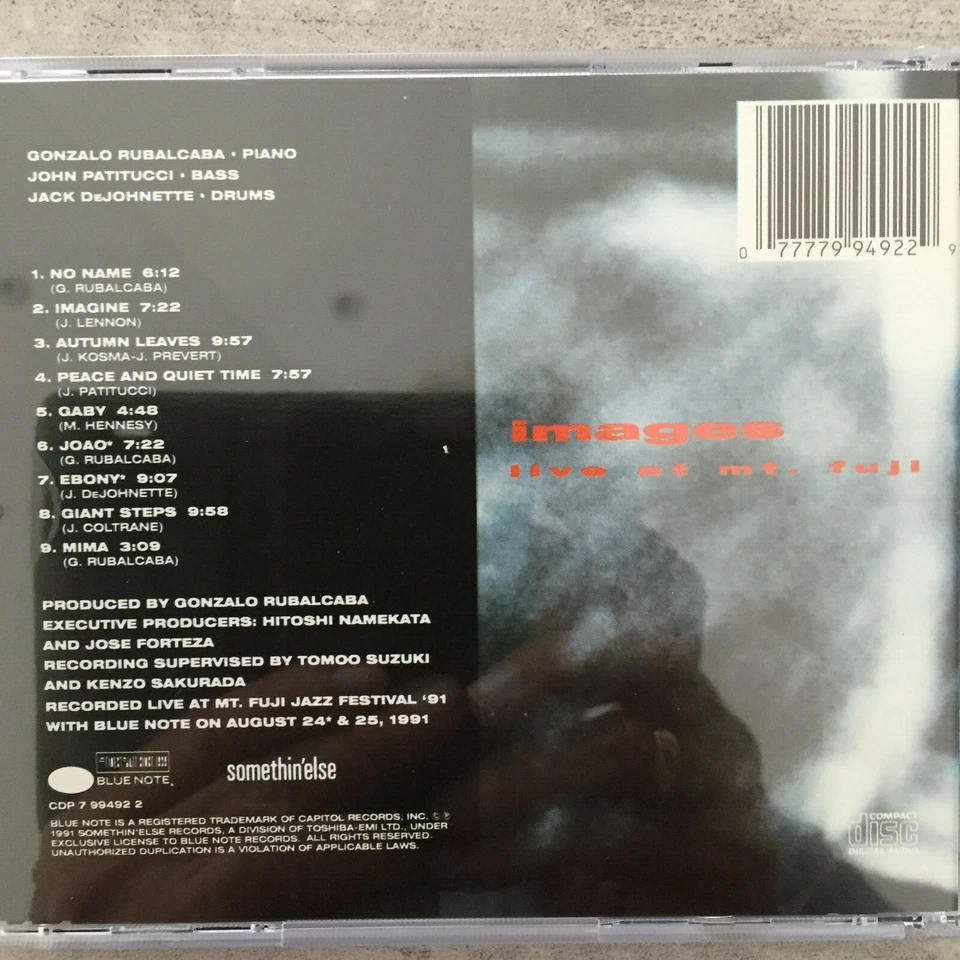 GONZALO RUBALCABA • PIANO
JOHN PATITUCCI • BASS
JACK DeJOHNETTE • DRUMS
1. NO NAME 6:12
(G. RUBALCABA)
2. IMAGINE 7:22
(J. LENNON)
3. AUTUMN LEAVES 9:57
(J. KOSMA-J. PREVERT)
4. PEACE AND QUIET TIME 7:57
(J. PATITUCCI)
5. GABY 4:48
(M. HENNESY)
6. JOAO* 7:22
(G. RUBALCABA)
7. EBONY* 9:07
(J. DeJOHNETTE)
8. GIANT STEPS 9:58
(J. COLTRANE)
9. MIMA 3:09
(G. RUBALCABA)
PRODUCED BY GONZALO RUBALCABA
EXECUTIVE PRODUCERS: HITOSHI NAMEKATA
AND JOSE FORTEZA
RECORDING SUPERVISED BY TOMOO SUZUKI
AND KENZO SAKURADA
RECORDED LIVE AT MT. FUJI JAZZ FESTIVAL '91
WITH BLUE NOTE ON AUGUST 24* & 25, 1991
THE FINEST IN JAZZ SINCE 1939
BLUE NOTE®
somethin'else
CDP 7 99492 2
BLUE NOTE IS A REGISTERED TRADEMARK OF CAPITOL RECORDS, INC. © ℗
1991 SOMETHIN'ELSE RECORDS, A DIVISION OF TOSHIBA-EMI LTD., UNDER
EXCLUSIVE LICENSE TO BLUE NOTE RECORDS. ALL RIGHTS RESERVED.
UNAUTHORIZED DUPLICATION IS A VIOLATION OF APPLICABLE LAWS.
0 77779 94922 9
images
live at mt. fuji
COMPACT
disc
DIGITAL AUDIO